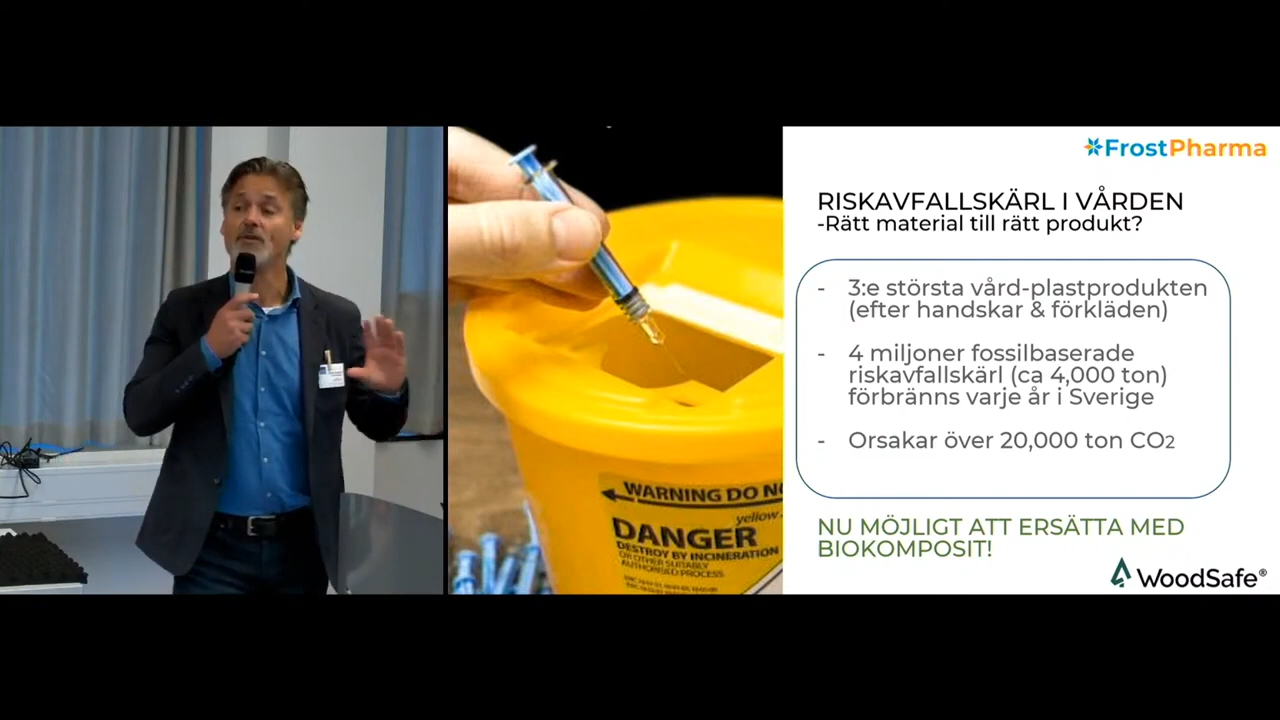 FrostPharma
RISKAVFALLSKÄRL I VÅRDEN
-Rätt material till rätt produkt?
- 3:e största vård-plastprodukten
(efter handskar & förkläden)
- 4 miljoner fossilbaserade
riskavfallskärl (ca 4,000 ton)
förbränns varje år i Sverige
- Orsakar över 20,000 ton CO2
NU MÖJLIGT ATT ERSÄTTA MED
BIOKOMPOSIT!
WoodSafe®
WARNING DO NO
yellow
DANGER
DESTROY BY INCINERATION
OR OTHER SUITABLY
AUTHORISED PROCESS